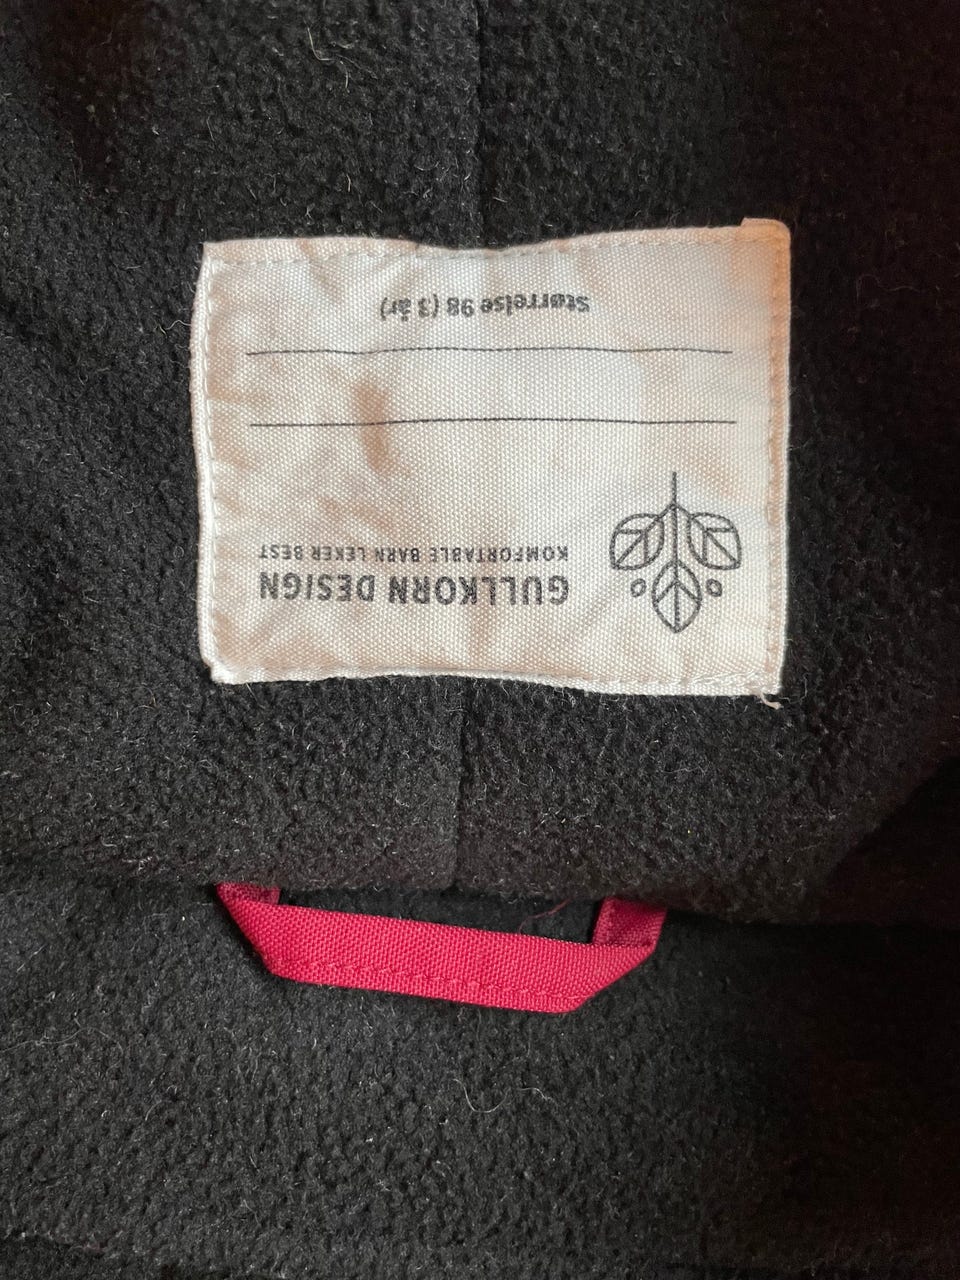 GULLKORN DESIGN
KOMFORTABLE BARN LEKER BEST
Størrelse 98 (3 år)